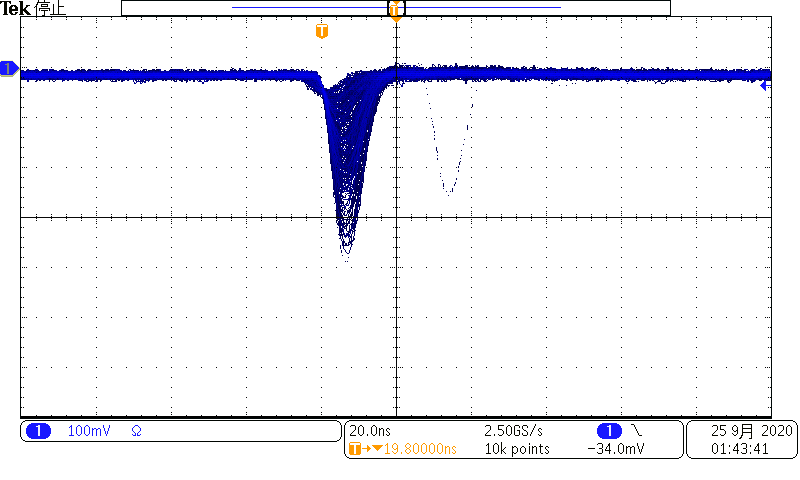 Tek 停止
T
T
1
1 100mV Ω
20.0ns 2.50GS/s 1 \
T→▼19.80000ns 10k points −34.0mV
25 9月 2020
01:43:41